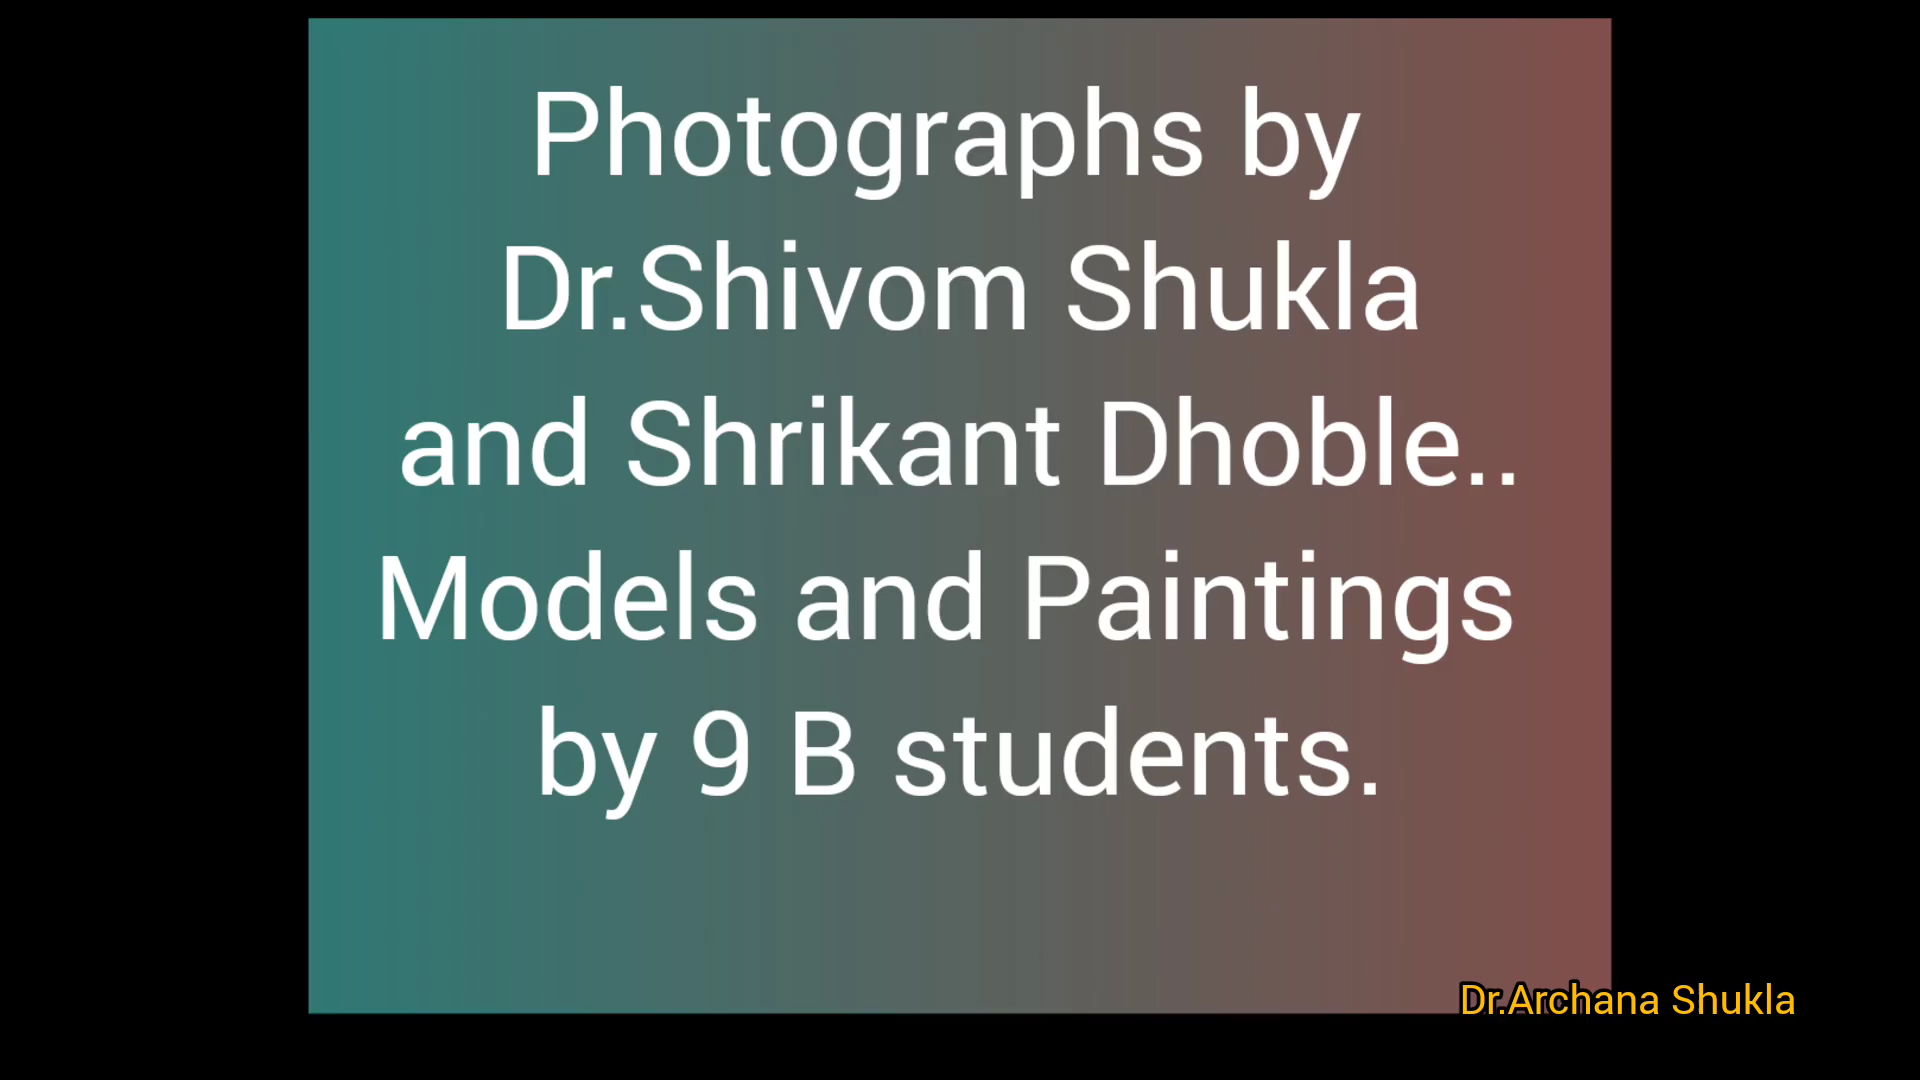 Photographs by
Dr.Shivom Shukla
and Shrikant Dhoble..
Models and Paintings
by 9 B students.
Dr.Archana Shukla